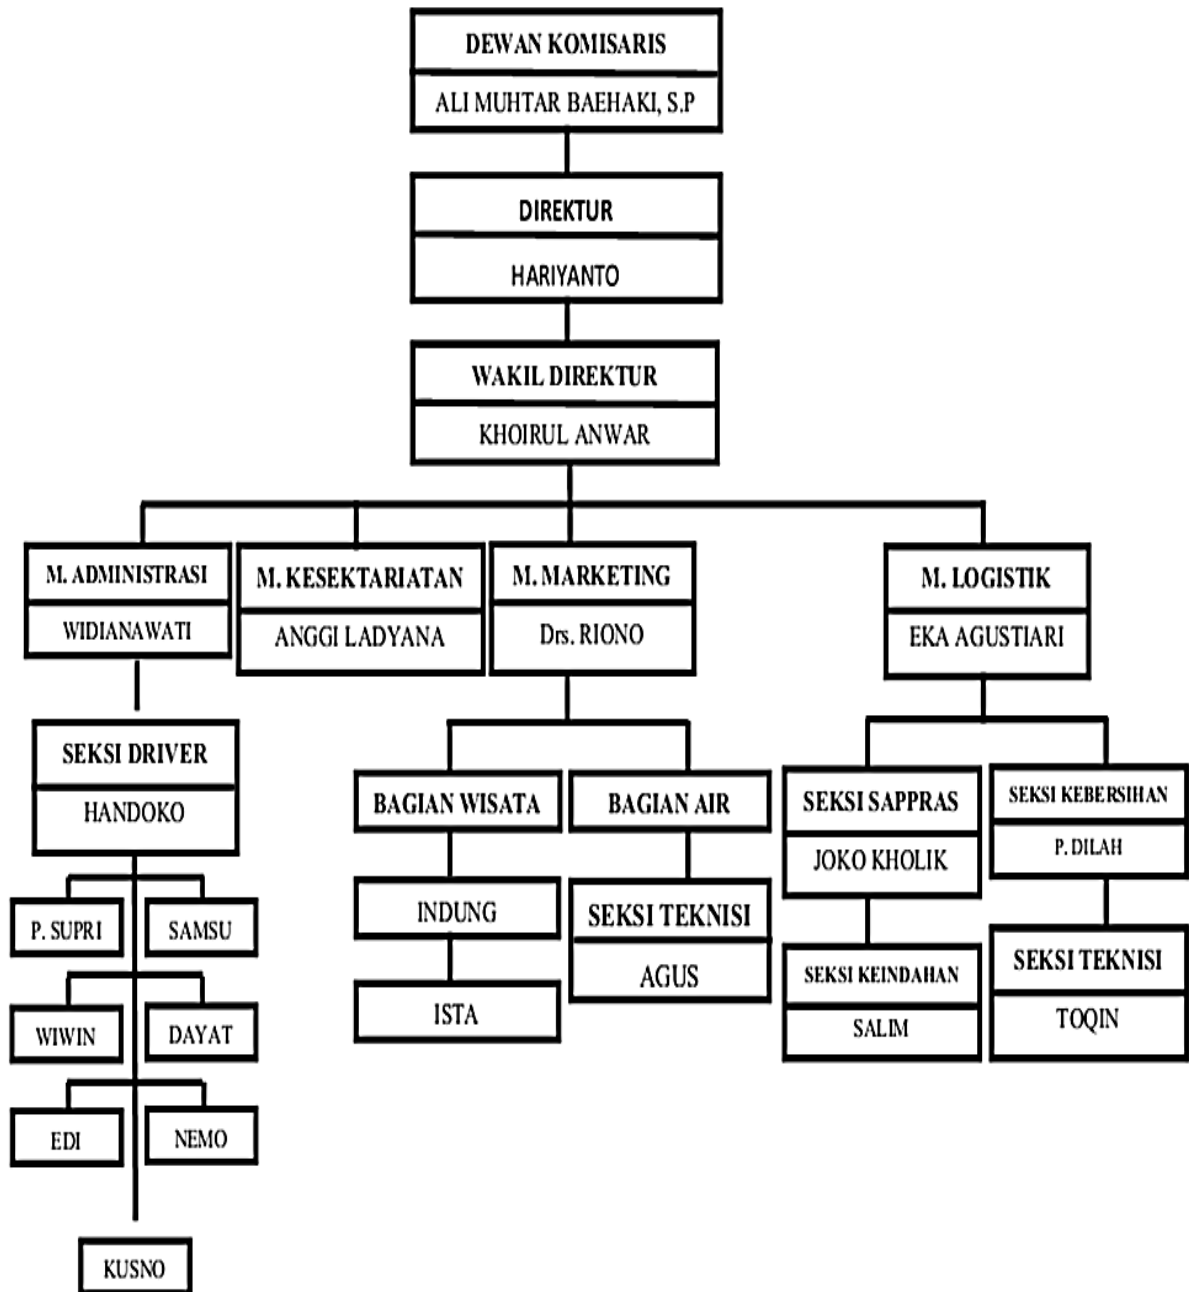 DEWAN KOMISARIS
ALI MUHTAR BAEHAKI, S.P
DIREKTUR
HARIYANTO
WAKIL DIREKTUR
KHOIRUL ANWAR
M. ADMINISTRASI
WIDIANAWATI
M. KESEKTARIATAN
ANGGI LADYANA
M. MARKETING
Drs. RIONO
M. LOGISTIK
EKA AGUSTIARI
SEKSI DRIVER
HANDOKO
P. SUPRI
SAMSU
WIWIN
DAYAT
EDI
NEMO
KUSNO
BAGIAN WISATA
INDUNG
ISTA
BAGIAN AIR
SEKSI TEKNISI
AGUS
SEKSI SAPPRAS
JOKO KHOLIK
SEKSI KEINDAHAN
SALIM
SEKSI KEBERSIHAN
P. DILAH
SEKSI TEKNISI
TOQIN